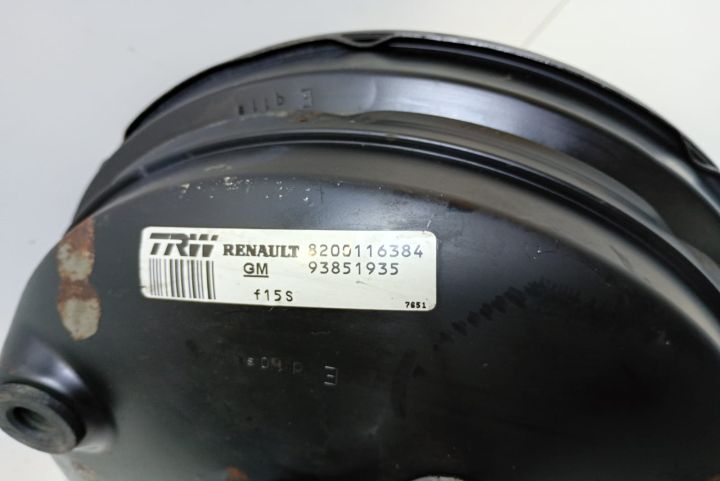 TRW RENAULT 8200116384
GM 93851935
f15S
7651